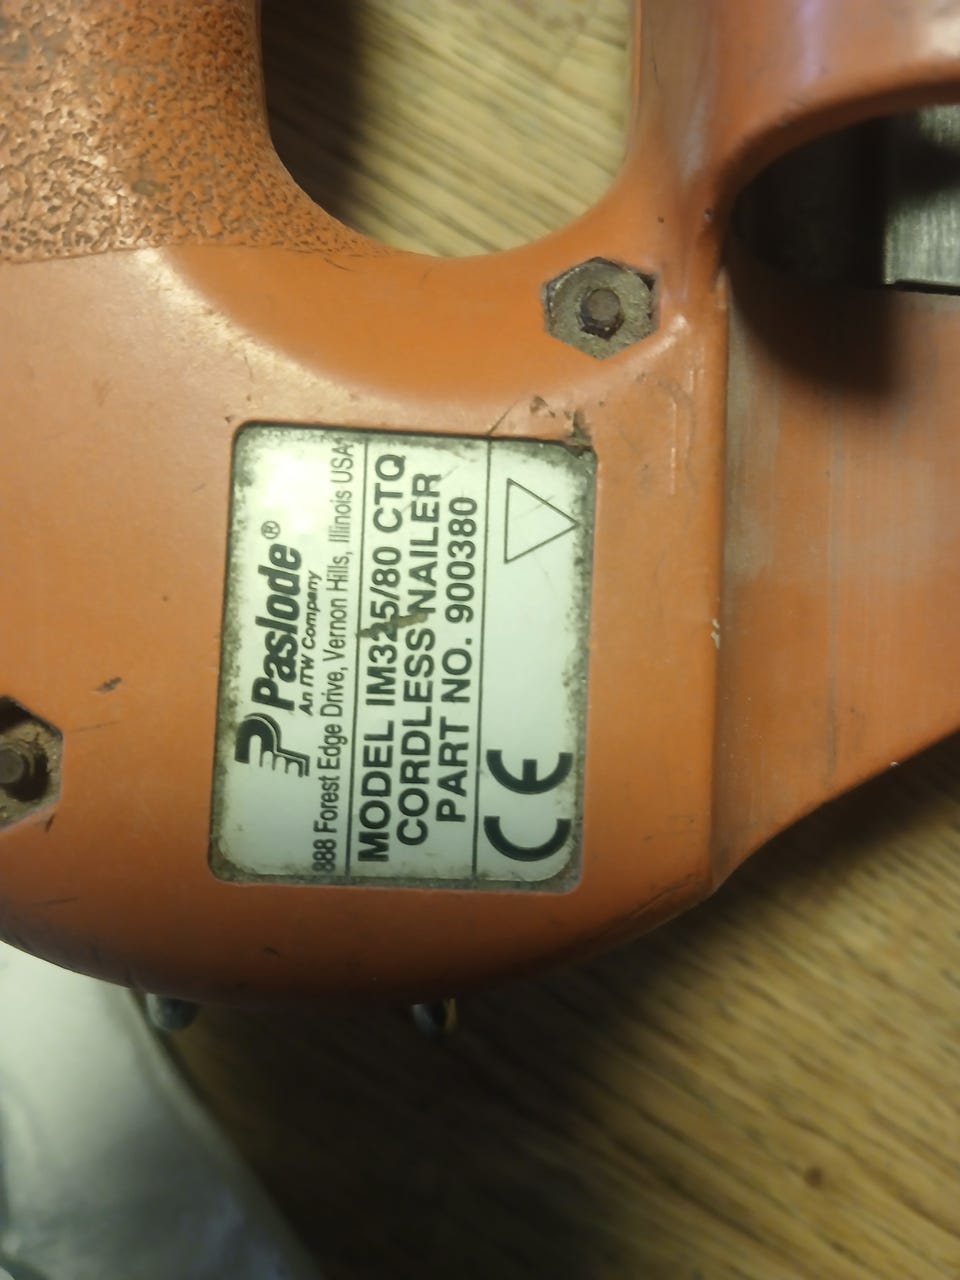 Paslode®
An ITW Company
888 Forest Edge Drive, Vernon Hills, Illinois USA
MODEL IM325/80 CTQ
CORDLESS NAILER
PART NO. 900380
CE